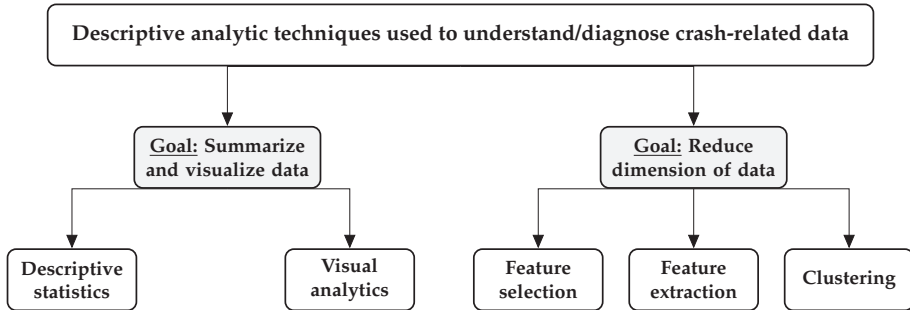 Descriptive analytic techniques used to understand/diagnose crash-related data
Goal: Summarize
and visualize data
Goal: Reduce
dimension of data
Descriptive
statistics
Visual
analytics
Feature
selection
Feature
extraction
Clustering